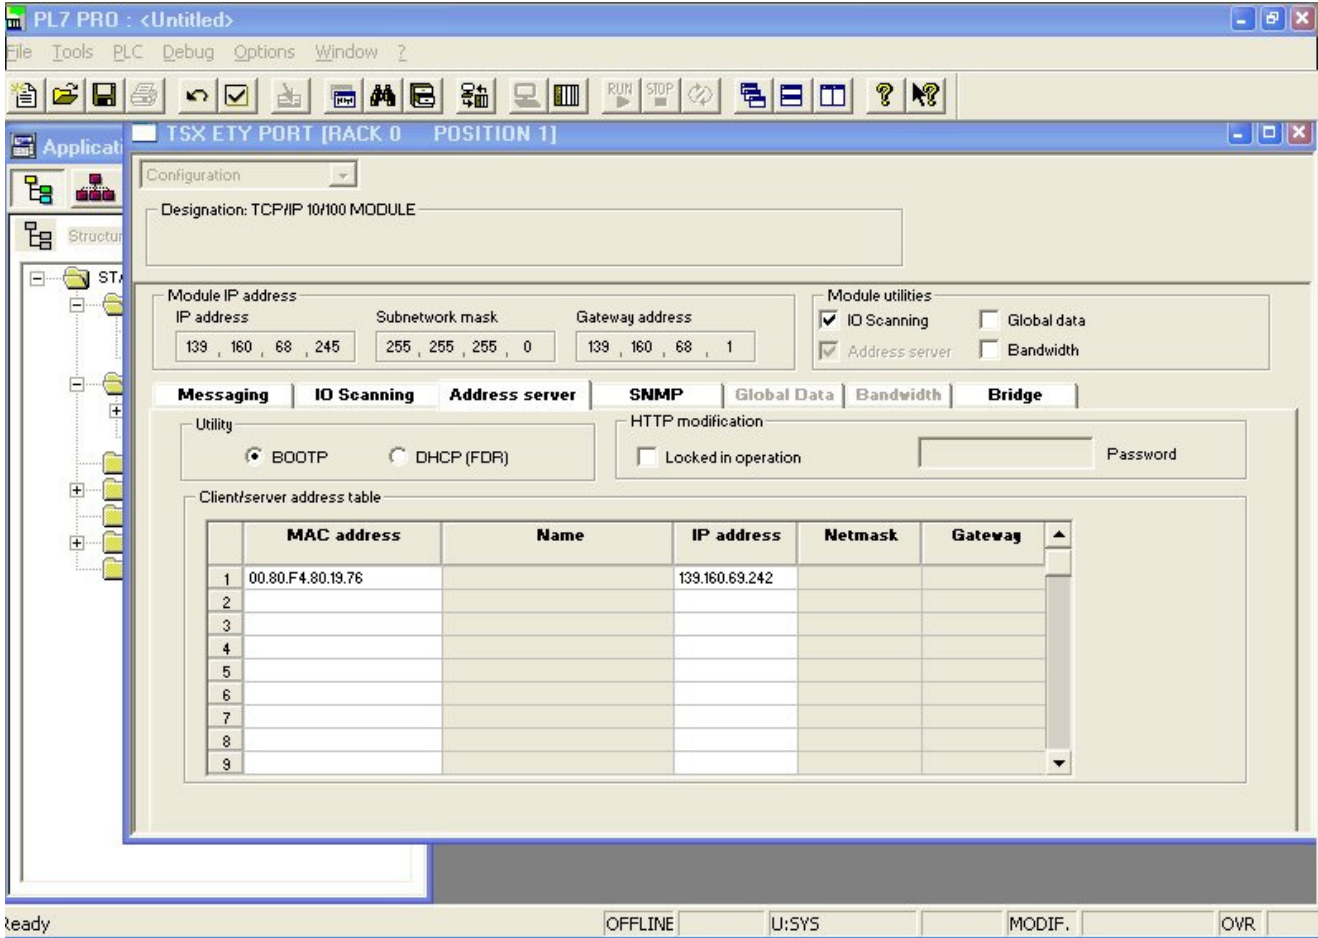 PL7 PRO : <Untitled>
File Tools PLC Debug Options Window ?
RUN STOP
Applicati
TSX ETY PORT [RACK 0 POSITION 1]
Configuration
Designation: TCP/IP 10/100 MODULE
Structur
STA
Module IP address
Module utilities
IP address Subnetwork mask Gateway address
IO Scanning Global data
139 , 160 , 68 , 245 255 , 255 , 255 , 0 139 , 160 , 68 , 1
Address server Bandwidth
Messaging IO Scanning Address server SNMP Global Data Bandwidth Bridge
Utility
HTTP modification
BOOTP DHCP (FDR)
Locked in operation Password
Client/server address table
MAC address Name IP address Netmask Gateway
1 00.80.F4.80.19.76 139.160.69.242
2
3
4
5
6
7
8
9
Ready OFFLINE U:SYS MODIF. OVR